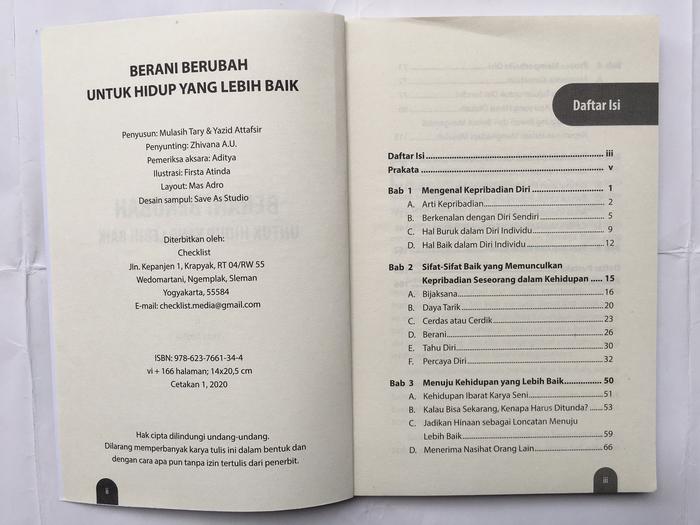 BERANI BERUBAH
UNTUK HIDUP YANG LEBIH BAIK
Penyusun: Mulasih Tary & Yazid Attafsir
Penyunting: Zhivana A.U.
Pemeriksa aksara: Aditya
Ilustrasi: Firsta Atinda
Layout: Mas Adro
Desain sampul: Save As Studio
Diterbitkan oleh:
Checklist
Jln. Kepanjen 1, Krapyak, RT 04/RW 55
Wedomartani, Ngemplak, Sleman
Yogyakarta, 55584
E-mail: checklist.media@gmail.com
ISBN: 978-623-7661-34-4
vi + 166 halaman; 14x20,5 cm
Cetakan 1, 2020
Hak cipta dilindungi undang-undang.
Dilarang memperbanyak karya tulis ini dalam bentuk dan
dengan cara apa pun tanpa izin tertulis dari penerbit.
ii
Daftar Isi
Daftar Isi ... iii
Prakata ... v
Bab 1 Mengenal Kepribadian Diri ... 1
A. Arti Kepribadian ... 2
B. Berkenalan dengan Diri Sendiri ... 5
C. Hal Buruk dalam Diri Individu ... 9
D. Hal Baik dalam Diri Individu ... 12
Bab 2 Sifat-Sifat Baik yang Memunculkan
Kepribadian Seseorang dalam Kehidupan ... 15
A. Bijaksana ... 16
B. Daya Tarik ... 20
C. Cerdas atau Cerdik ... 23
D. Berani ... 26
E. Tahu Diri ... 30
F. Percaya Diri ... 32
Bab 3 Menuju Kehidupan yang Lebih Baik ... 50
A. Kehidupan Ibarat Karya Seni ... 51
B. Kalau Bisa Sekarang, Kenapa Harus Ditunda? ... 53
C. Jadikan Hinaan sebagai Loncatan Menuju
Lebih Baik ... 59
D. Menerima Nasihat Orang Lain ... 66
iii